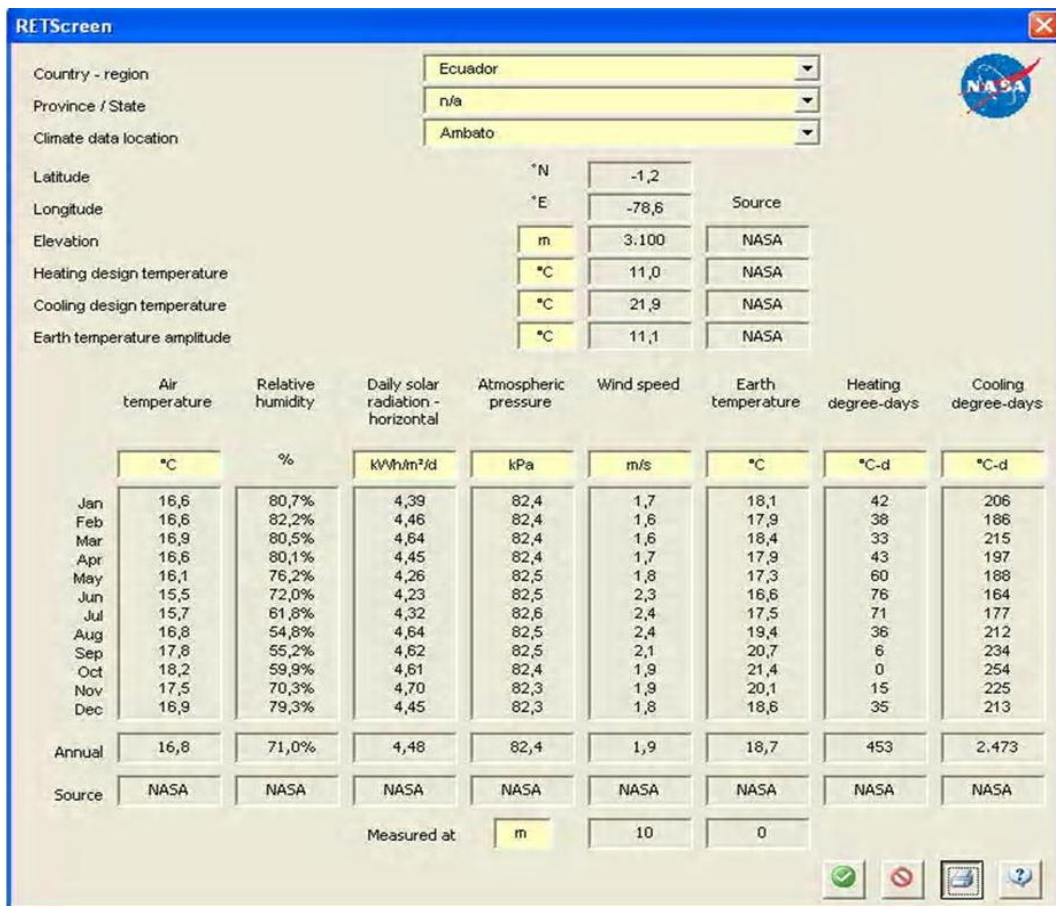 RETScreen
Country - region Ecuador
NASA
Province / State n/a
Climate data location Ambato
Latitude °N -1,2
Longitude °E -78,6 Source
Elevation m 3.100 NASA
Heating design temperature °C 11,0 NASA
Cooling design temperature °C 21,9 NASA
Earth temperature amplitude °C 11,1 NASA
Air Relative Daily solar Atmospheric Wind speed Earth Heating Cooling
temperature humidity radiation - pressure temperature degree-days degree-days
horizontal
°C % kWh/m²/d kPa m/s °C °C-d °C-d
Jan 16,6 80,7% 4,39 82,4 1,7 18,1 42 206
Feb 16,6 82,2% 4,46 82,4 1,6 17,9 38 186
Mar 16,9 80,5% 4,64 82,4 1,6 18,4 33 215
Apr 16,6 80,1% 4,45 82,4 1,7 17,9 43 197
May 16,1 76,2% 4,26 82,5 1,8 17,3 60 188
Jun 15,5 72,0% 4,23 82,5 2,3 16,6 76 164
Jul 15,7 61,8% 4,32 82,6 2,4 17,5 71 177
Aug 16,8 54,8% 4,64 82,5 2,4 19,4 36 212
Sep 17,8 55,2% 4,62 82,5 2,1 20,7 6 234
Oct 18,2 59,9% 4,61 82,4 1,9 21,4 0 254
Nov 17,5 70,3% 4,70 82,3 1,9 20,1 15 225
Dec 16,9 79,3% 4,45 82,3 1,8 18,6 35 213
Annual 16,8 71,0% 4,48 82,4 1,9 18,7 453 2.473
Source NASA NASA NASA NASA NASA NASA NASA NASA
Measured at m 10 0